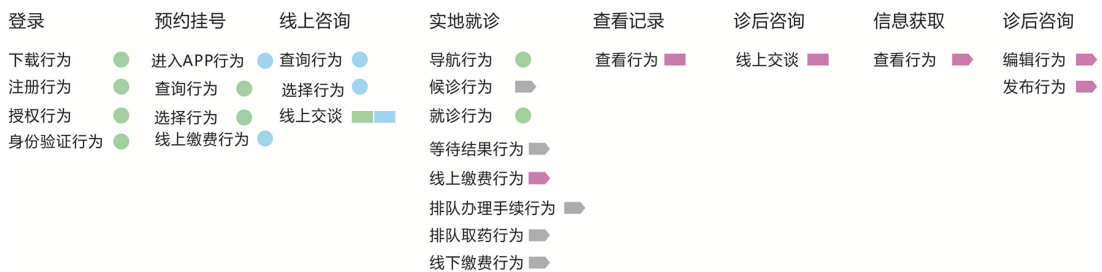 登录
下载行为
注册行为
授权行为
身份验证行为
预约挂号
进入APP行为
查询行为
选择行为
线上缴费行为
线上咨询
查询行为
选择行为
线上交谈
实地就诊
导航行为
候诊行为
就诊行为
等待结果行为
线上缴费行为
排队办理手续行为
排队取药行为
线下缴费行为
查看记录
查看行为
诊后咨询
线上交谈
信息获取
查看行为
诊后咨询
编辑行为
发布行为